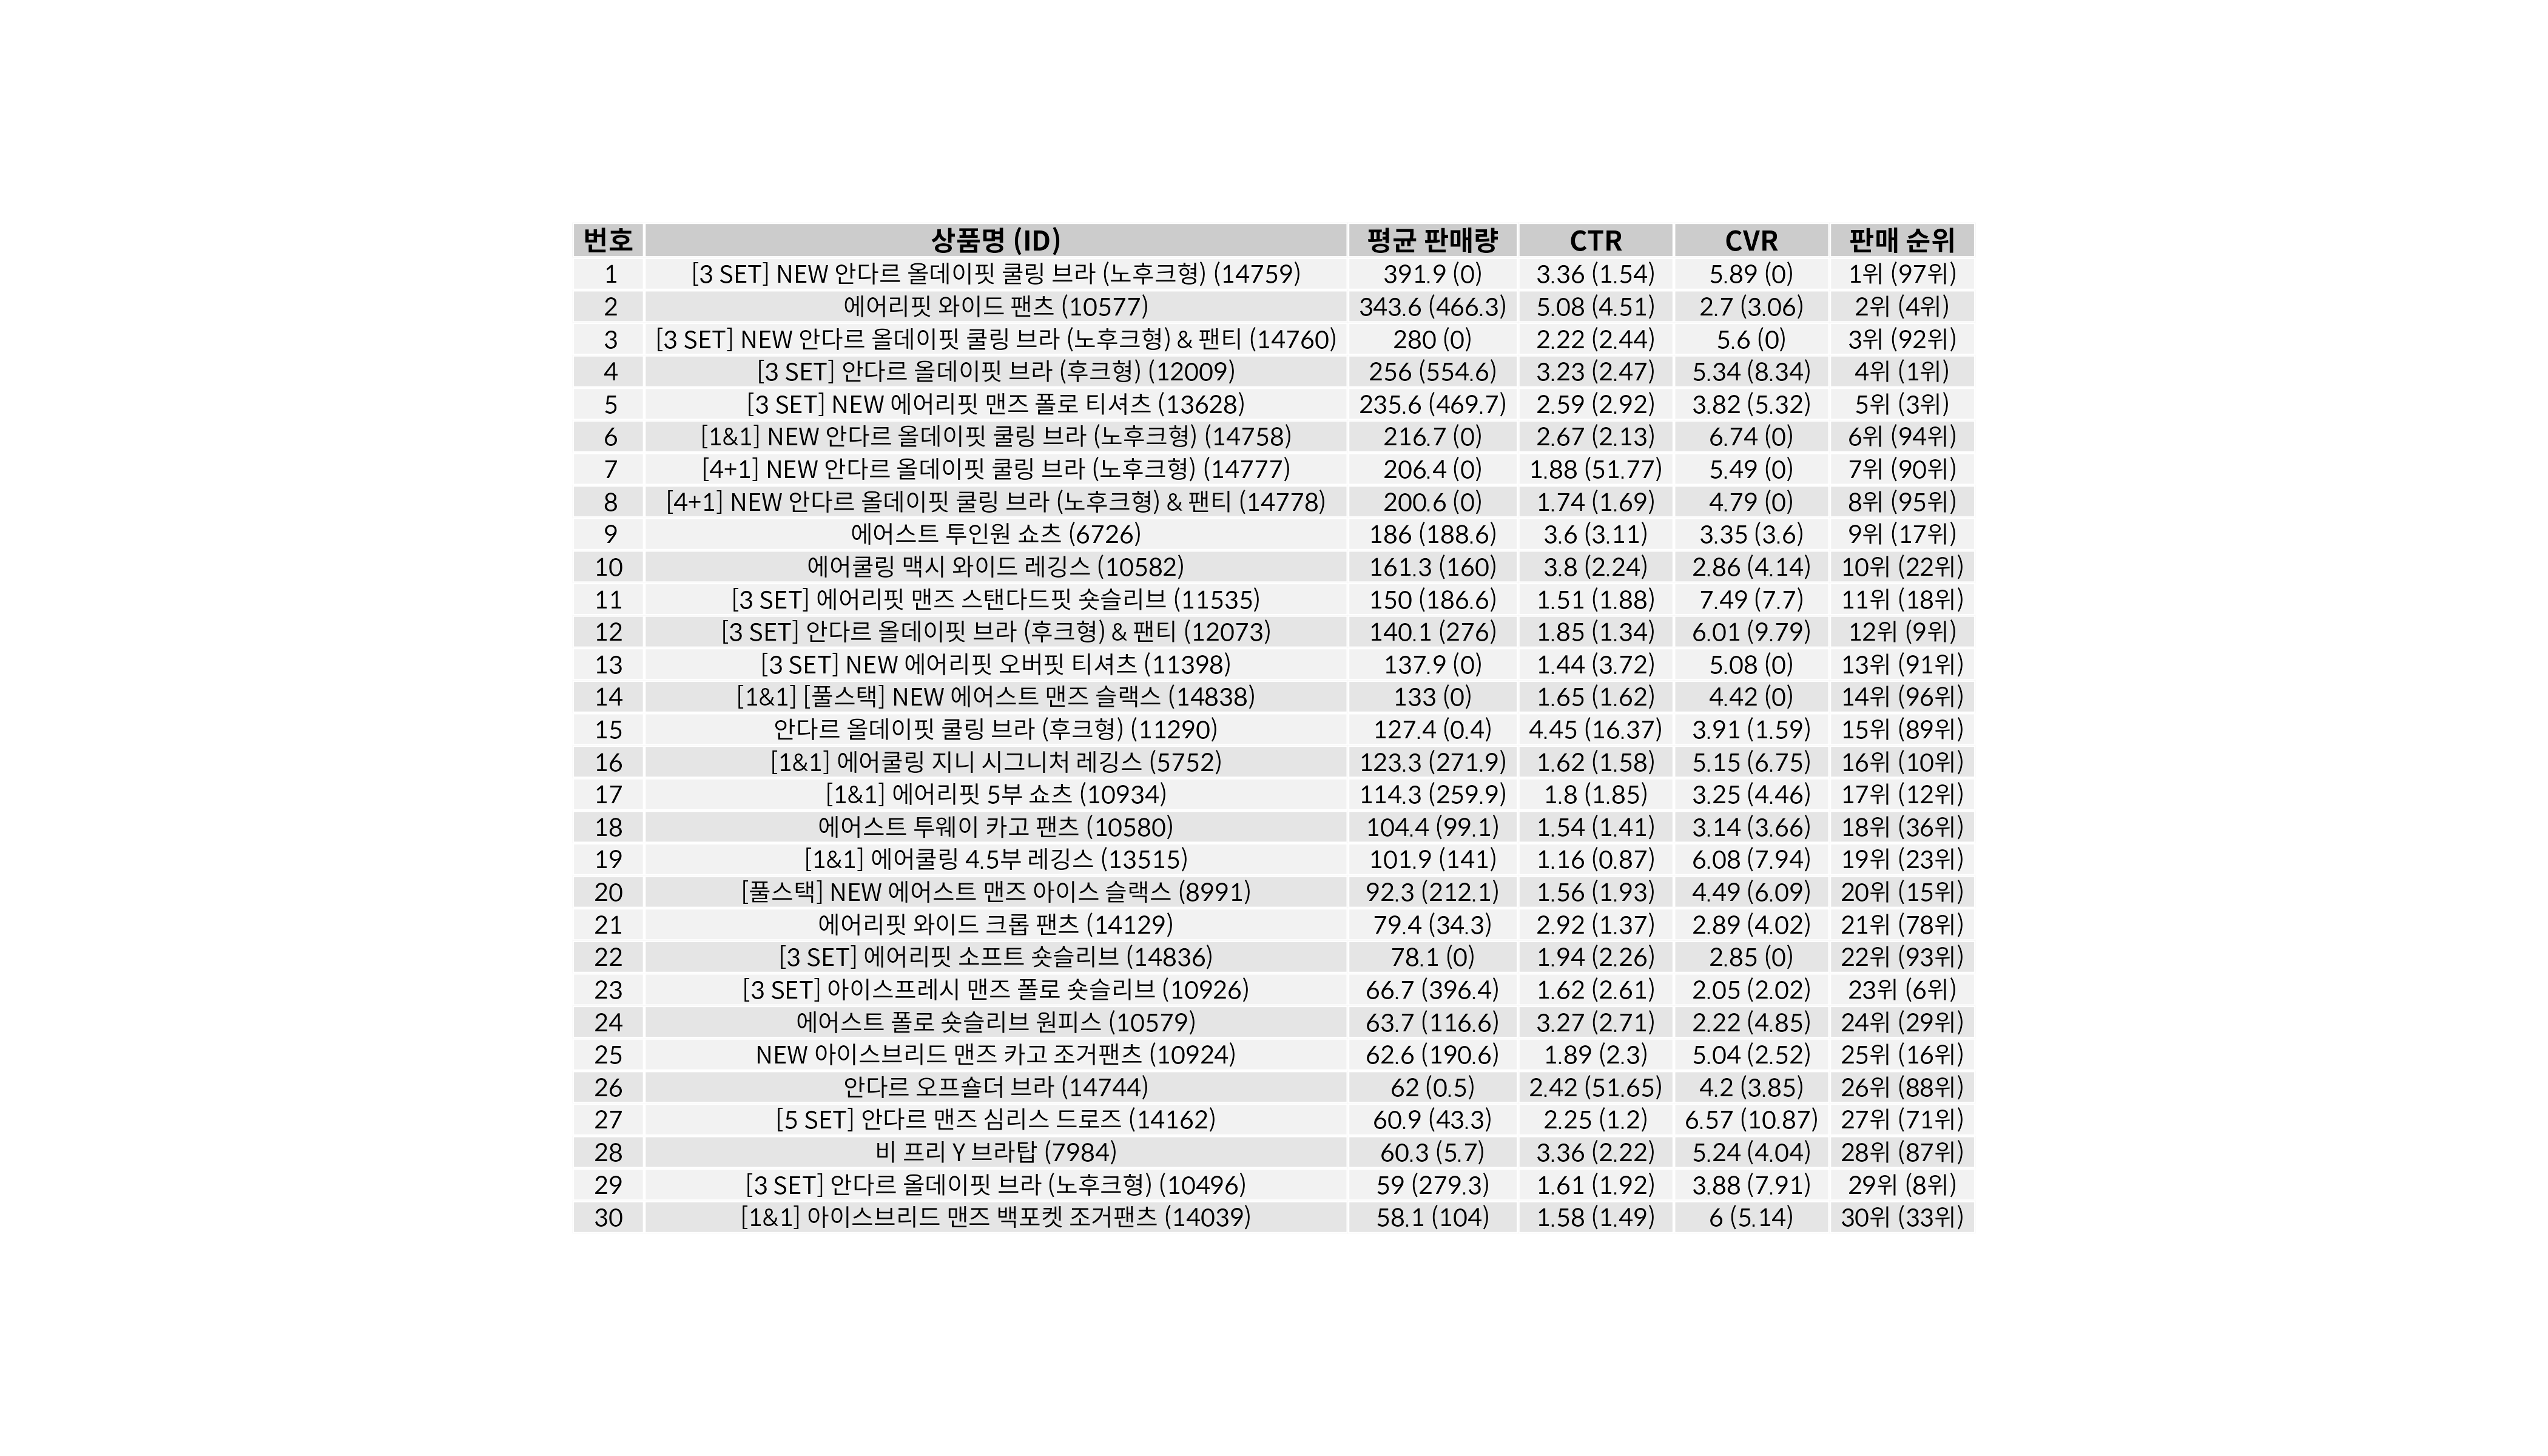 번호 상품명 (ID) 평균 판매량 CTR CVR 판매 순위
1 [3 SET] NEW 안다르 올데이핏 쿨링 브라 (노후크형) (14759) 391.9 (0) 3.36 (1.54) 5.89 (0) 1위 (97위)
2 에어리핏 와이드 팬츠 (10577) 343.6 (466.3) 5.08 (4.51) 2.7 (3.06) 2위 (4위)
3 [3 SET] NEW 안다르 올데이핏 쿨링 브라 (노후크형) & 팬티 (14760) 280 (0) 2.22 (2.44) 5.6 (0) 3위 (92위)
4 [3 SET] 안다르 올데이핏 브라 (후크형) (12009) 256 (554.6) 3.23 (2.47) 5.34 (8.34) 4위 (1위)
5 [3 SET] NEW 에어리핏 맨즈 폴로 티셔츠 (13628) 235.6 (469.7) 2.59 (2.92) 3.82 (5.32) 5위 (3위)
6 [1&1] NEW 안다르 올데이핏 쿨링 브라 (노후크형) (14758) 216.7 (0) 2.67 (2.13) 6.74 (0) 6위 (94위)
7 [4+1] NEW 안다르 올데이핏 쿨링 브라 (노후크형) (14777) 206.4 (0) 1.88 (51.77) 5.49 (0) 7위 (90위)
8 [4+1] NEW 안다르 올데이핏 쿨링 브라 (노후크형) & 팬티 (14778) 200.6 (0) 1.74 (1.69) 4.79 (0) 8위 (95위)
9 에어스트 투인원 쇼츠 (6726) 186 (188.6) 3.6 (3.11) 3.35 (3.6) 9위 (17위)
10 에어쿨링 맥시 와이드 레깅스 (10582) 161.3 (160) 3.8 (2.24) 2.86 (4.14) 10위 (22위)
11 [3 SET] 에어리핏 맨즈 스탠다드핏 숏슬리브 (11535) 150 (186.6) 1.51 (1.88) 7.49 (7.7) 11위 (18위)
12 [3 SET] 안다르 올데이핏 브라 (후크형) & 팬티 (12073) 140.1 (276) 1.85 (1.34) 6.01 (9.79) 12위 (9위)
13 [3 SET] NEW 에어리핏 오버핏 티셔츠 (11398) 137.9 (0) 1.44 (3.72) 5.08 (0) 13위 (91위)
14 [1&1] [풀스택] NEW 에어스트 맨즈 슬랙스 (14838) 133 (0) 1.65 (1.62) 4.42 (0) 14위 (96위)
15 안다르 올데이핏 쿨링 브라 (후크형) (11290) 127.4 (0.4) 4.45 (16.37) 3.91 (1.59) 15위 (89위)
16 [1&1] 에어쿨링 지니 시그니처 레깅스 (5752) 123.3 (271.9) 1.62 (1.58) 5.15 (6.75) 16위 (10위)
17 [1&1] 에어리핏 5부 쇼츠 (10934) 114.3 (259.9) 1.8 (1.85) 3.25 (4.46) 17위 (12위)
18 에어스트 투웨이 카고 팬츠 (10580) 104.4 (99.1) 1.54 (1.41) 3.14 (3.66) 18위 (36위)
19 [1&1] 에어쿨링 4.5부 레깅스 (13515) 101.9 (141) 1.16 (0.87) 6.08 (7.94) 19위 (23위)
20 [풀스택] NEW 에어스트 맨즈 아이스 슬랙스 (8991) 92.3 (212.1) 1.56 (1.93) 4.49 (6.09) 20위 (15위)
21 에어리핏 와이드 크롭 팬츠 (14129) 79.4 (34.3) 2.92 (1.37) 2.89 (4.02) 21위 (78위)
22 [3 SET] 에어리핏 소프트 숏슬리브 (14836) 78.1 (0) 1.94 (2.26) 2.85 (0) 22위 (93위)
23 [3 SET] 아이스프레시 맨즈 폴로 숏슬리브 (10926) 66.7 (396.4) 1.62 (2.61) 2.05 (2.02) 23위 (6위)
24 에어스트 폴로 숏슬리브 원피스 (10579) 63.7 (116.6) 3.27 (2.71) 2.22 (4.85) 24위 (29위)
25 NEW 아이스브리드 맨즈 카고 조거팬츠 (10924) 62.6 (190.6) 1.89 (2.3) 5.04 (2.52) 25위 (16위)
26 안다르 오프숄더 브라 (14744) 62 (0.5) 2.42 (51.65) 4.2 (3.85) 26위 (88위)
27 [5 SET] 안다르 맨즈 심리스 드로즈 (14162) 60.9 (43.3) 2.25 (1.2) 6.57 (10.87) 27위 (71위)
28 비 프리 Y 브라탑 (7984) 60.3 (5.7) 3.36 (2.22) 5.24 (4.04) 28위 (87위)
29 [3 SET] 안다르 올데이핏 브라 (노후크형) (10496) 59 (279.3) 1.61 (1.92) 3.88 (7.91) 29위 (8위)
30 [1&1] 아이스브리드 맨즈 백포켓 조거팬츠 (14039) 58.1 (104) 1.58 (1.49) 6 (5.14) 30위 (33위)